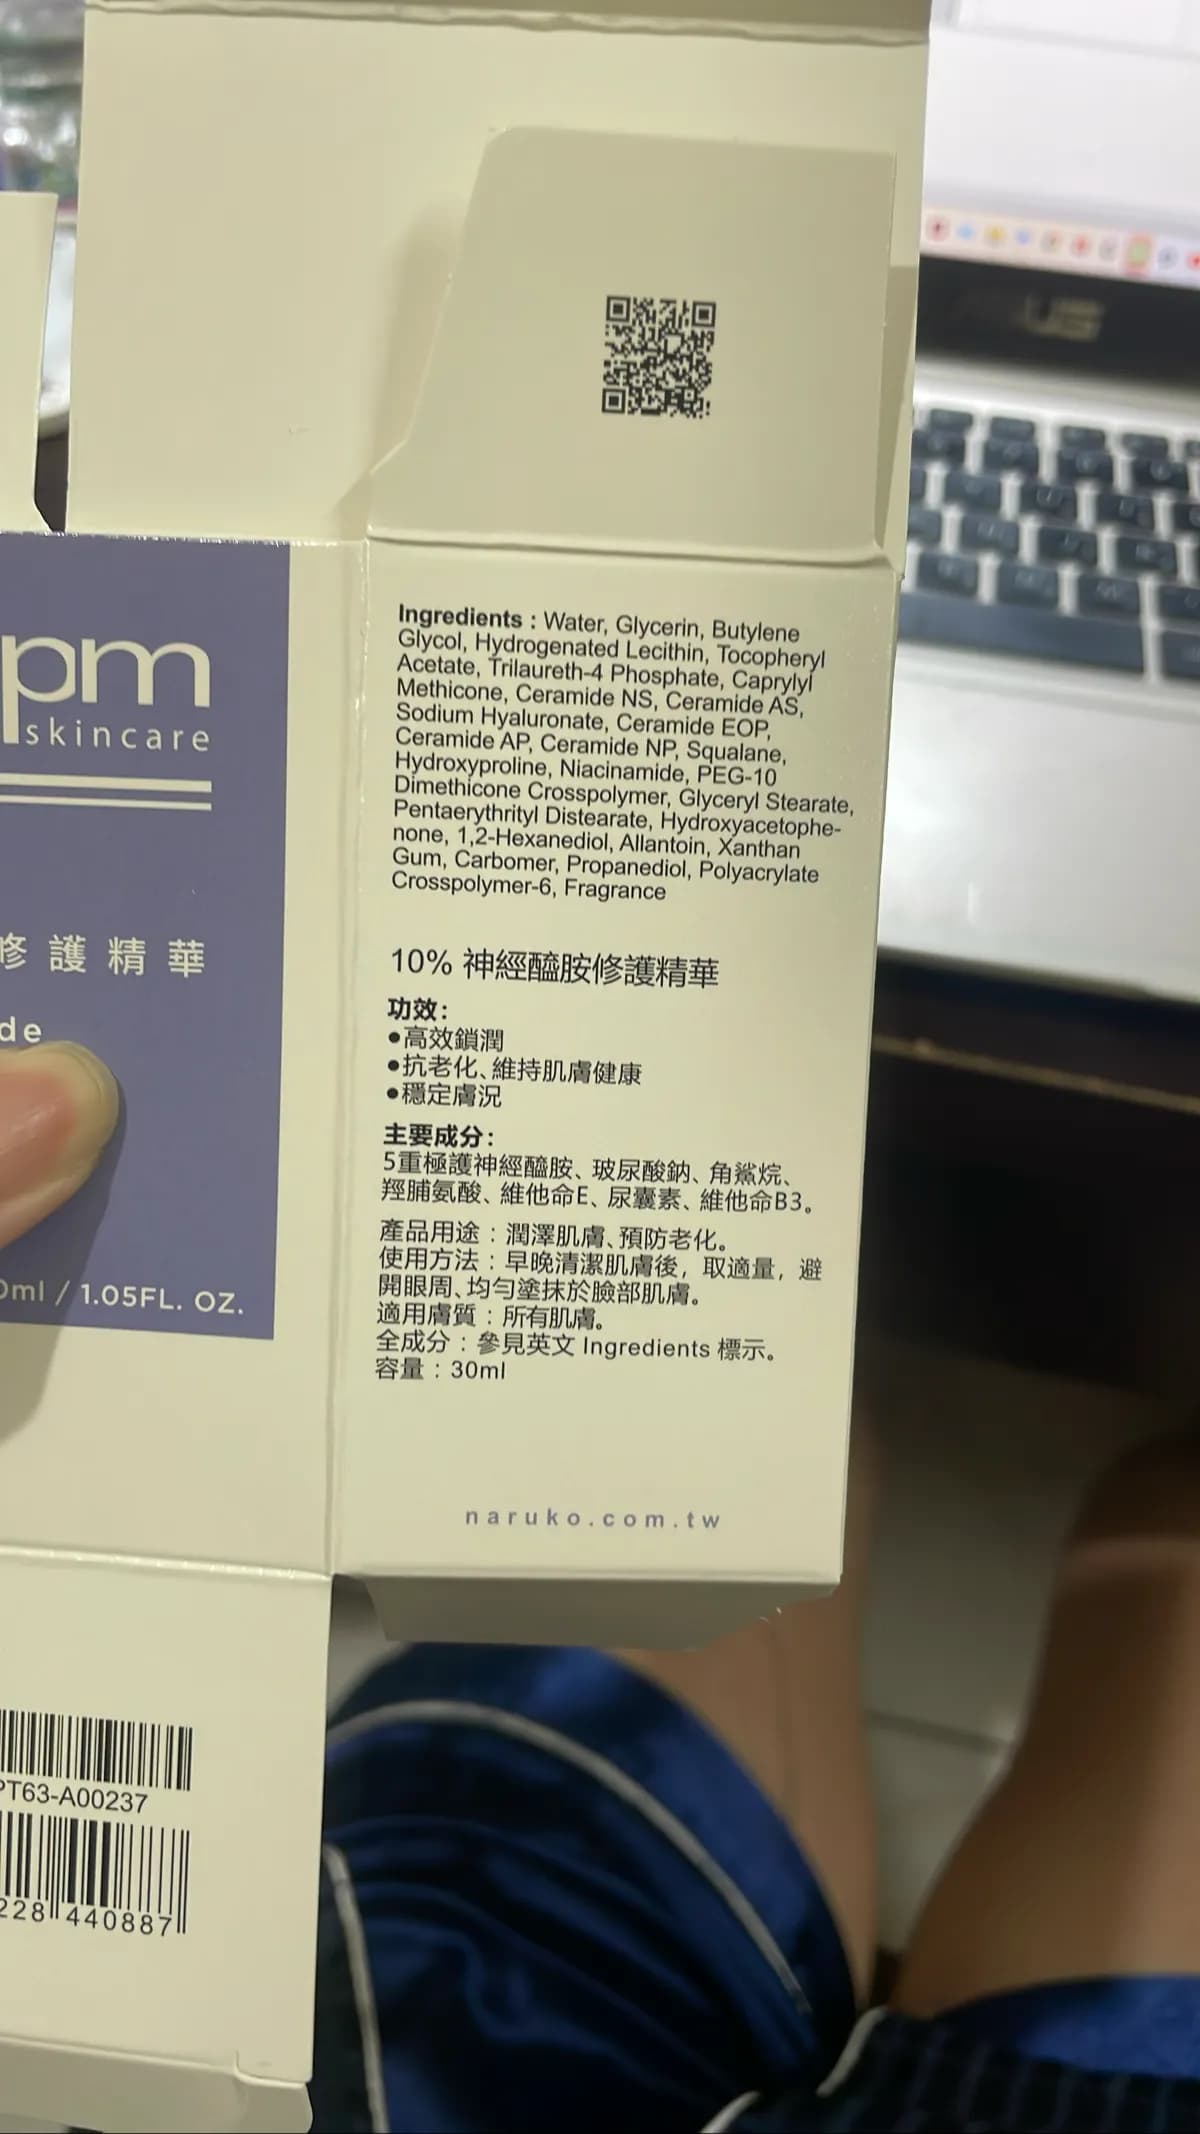 pm
skincare
修護精華
de
ml / 1.05FL. OZ.
Ingredients : Water, Glycerin, Butylene
Glycol, Hydrogenated Lecithin, Tocopheryl
Acetate, Trilaureth-4 Phosphate, Caprylyl
Methicone, Ceramide NS, Ceramide AS,
Sodium Hyaluronate, Ceramide EOP,
Ceramide AP, Ceramide NP, Squalane,
Hydroxyproline, Niacinamide, PEG-10
Dimethicone Crosspolymer, Glyceryl Stearate,
Pentaerythrityl Distearate, Hydroxyacetophe-
none, 1,2-Hexanediol, Allantoin, Xanthan
Gum, Carbomer, Propanediol, Polyacrylate
Crosspolymer-6, Fragrance
10% 神經醯胺修護精華
功效：
●高效鎖潤
●抗老化、維持肌膚健康
●穩定膚況
主要成分：
5重極護神經醯胺、玻尿酸鈉、角鯊烷、
羥脯氨酸、維他命E、尿囊素、維他命B3。
產品用途：潤澤肌膚、預防老化。
使用方法：早晚清潔肌膚後，取適量，避
開眼周、均勻塗抹於臉部肌膚。
適用膚質：所有肌膚。
全成分：參見英文 Ingredients 標示。
容量：30ml
naruko.com.tw
PT63-A00237
228 440887